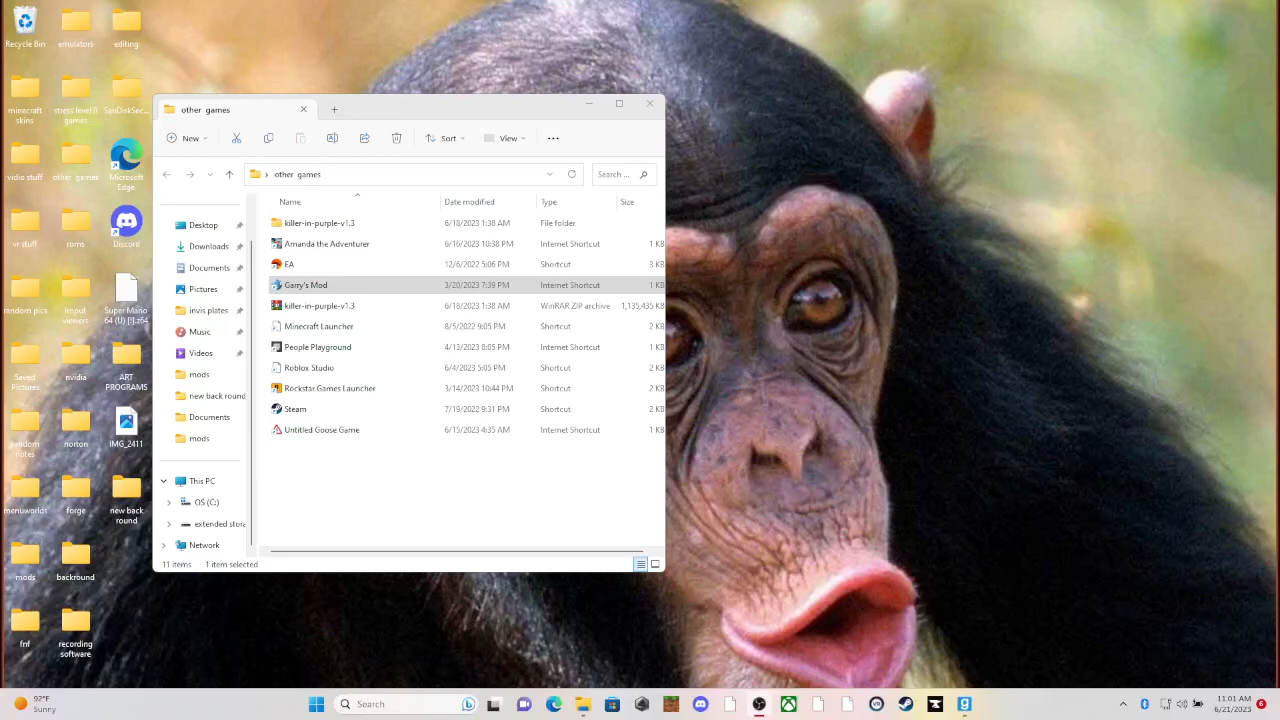 Recycle Bin
emulators
editing
minecraft skins
stress level 0 games
SanDiskSec...
vidio stuff
other games
Microsoft Edge
vr stuff
roms
Discord
random pics
imput viewers
Super Mario 64 (U) [!].z64
Saved Pictures
nvidia
ART PROGRAMS
random notes
norton
IMG_2411
menuworlds
forge
new back round
mods
backround
fnf
recording software
other games
New
Sort
View
other games
Search ...
Name
Date modified
Type
Size
killer-in-purple-v1.3 6/18/2023 1:38 AM File folder
Amanda the Adventurer 6/16/2023 10:38 PM Internet Shortcut 1 KB
EA 12/6/2022 5:06 PM Shortcut 3 KB
Garry's Mod 3/20/2023 7:39 PM Internet Shortcut 1 KB
killer-in-purple-v1.3 6/18/2023 1:38 AM WinRAR ZIP archive 1,135,435 KB
Minecraft Launcher 8/5/2022 9:05 PM Shortcut 2 KB
People Playground 4/13/2023 8:05 PM Internet Shortcut 1 KB
Roblox Studio 6/4/2023 5:05 PM Shortcut 2 KB
Rockstar Games Launcher 3/14/2023 10:44 PM Shortcut 2 KB
Steam 7/19/2022 9:31 PM Shortcut 2 KB
Untitled Goose Game 6/15/2023 4:35 AM Internet Shortcut 1 KB
Desktop
Downloads
Documents
Pictures
invis plates
Music
Videos
mods
new back round
Documents
mods
This PC
OS (C:)
extended stora
Network
11 items 1 item selected
92°F
Sunny
Search
11:01 AM
6/21/2023
6